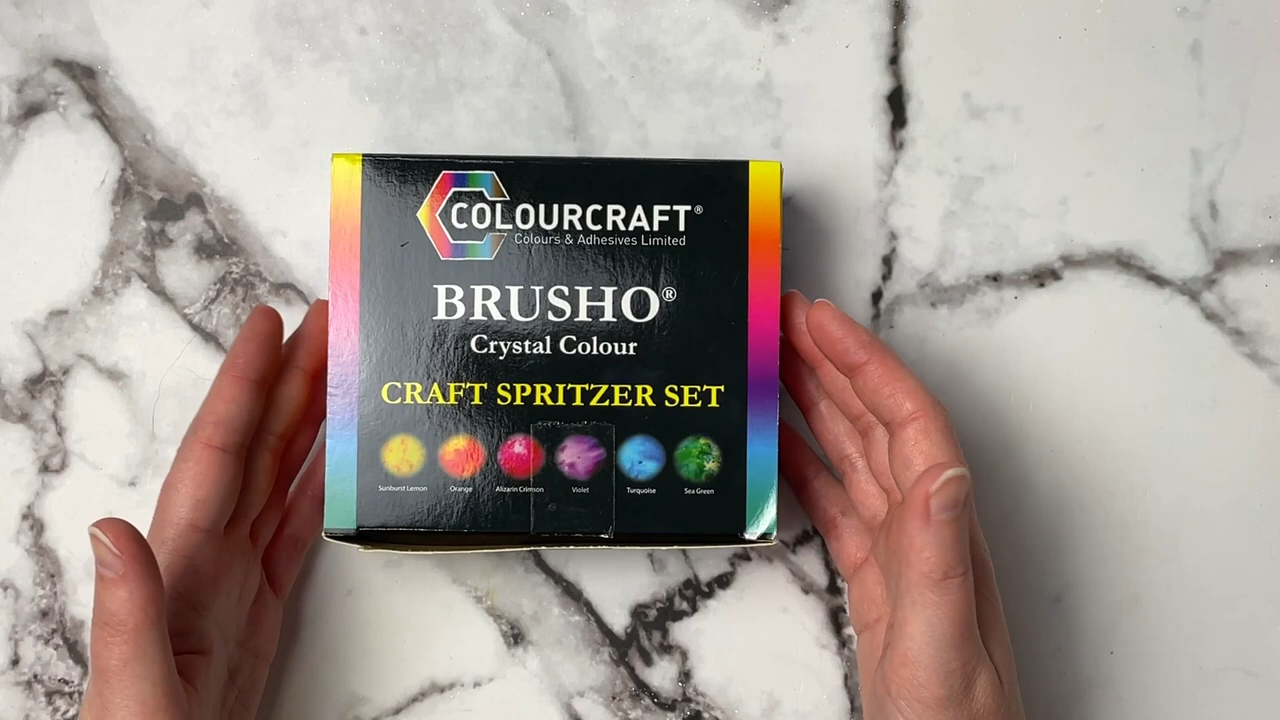 COLOURCRAFT®
Colours & Adhesives Limited
BRUSHO®
Crystal Colour
CRAFT SPRITZER SET
Sunburst Lemon Orange Alizarin Crimson Violet Turquoise Sea Green